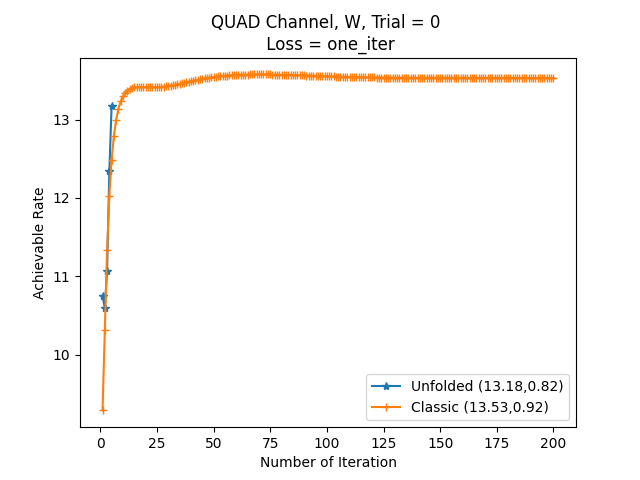 QUAD Channel, W, Trial = 0
Loss = one_iter
Achievable Rate
13
12
11
10
0 25 50 75 100 125 150 175 200
Number of Iteration
Unfolded (13.18,0.82)
Classic (13.53,0.92)